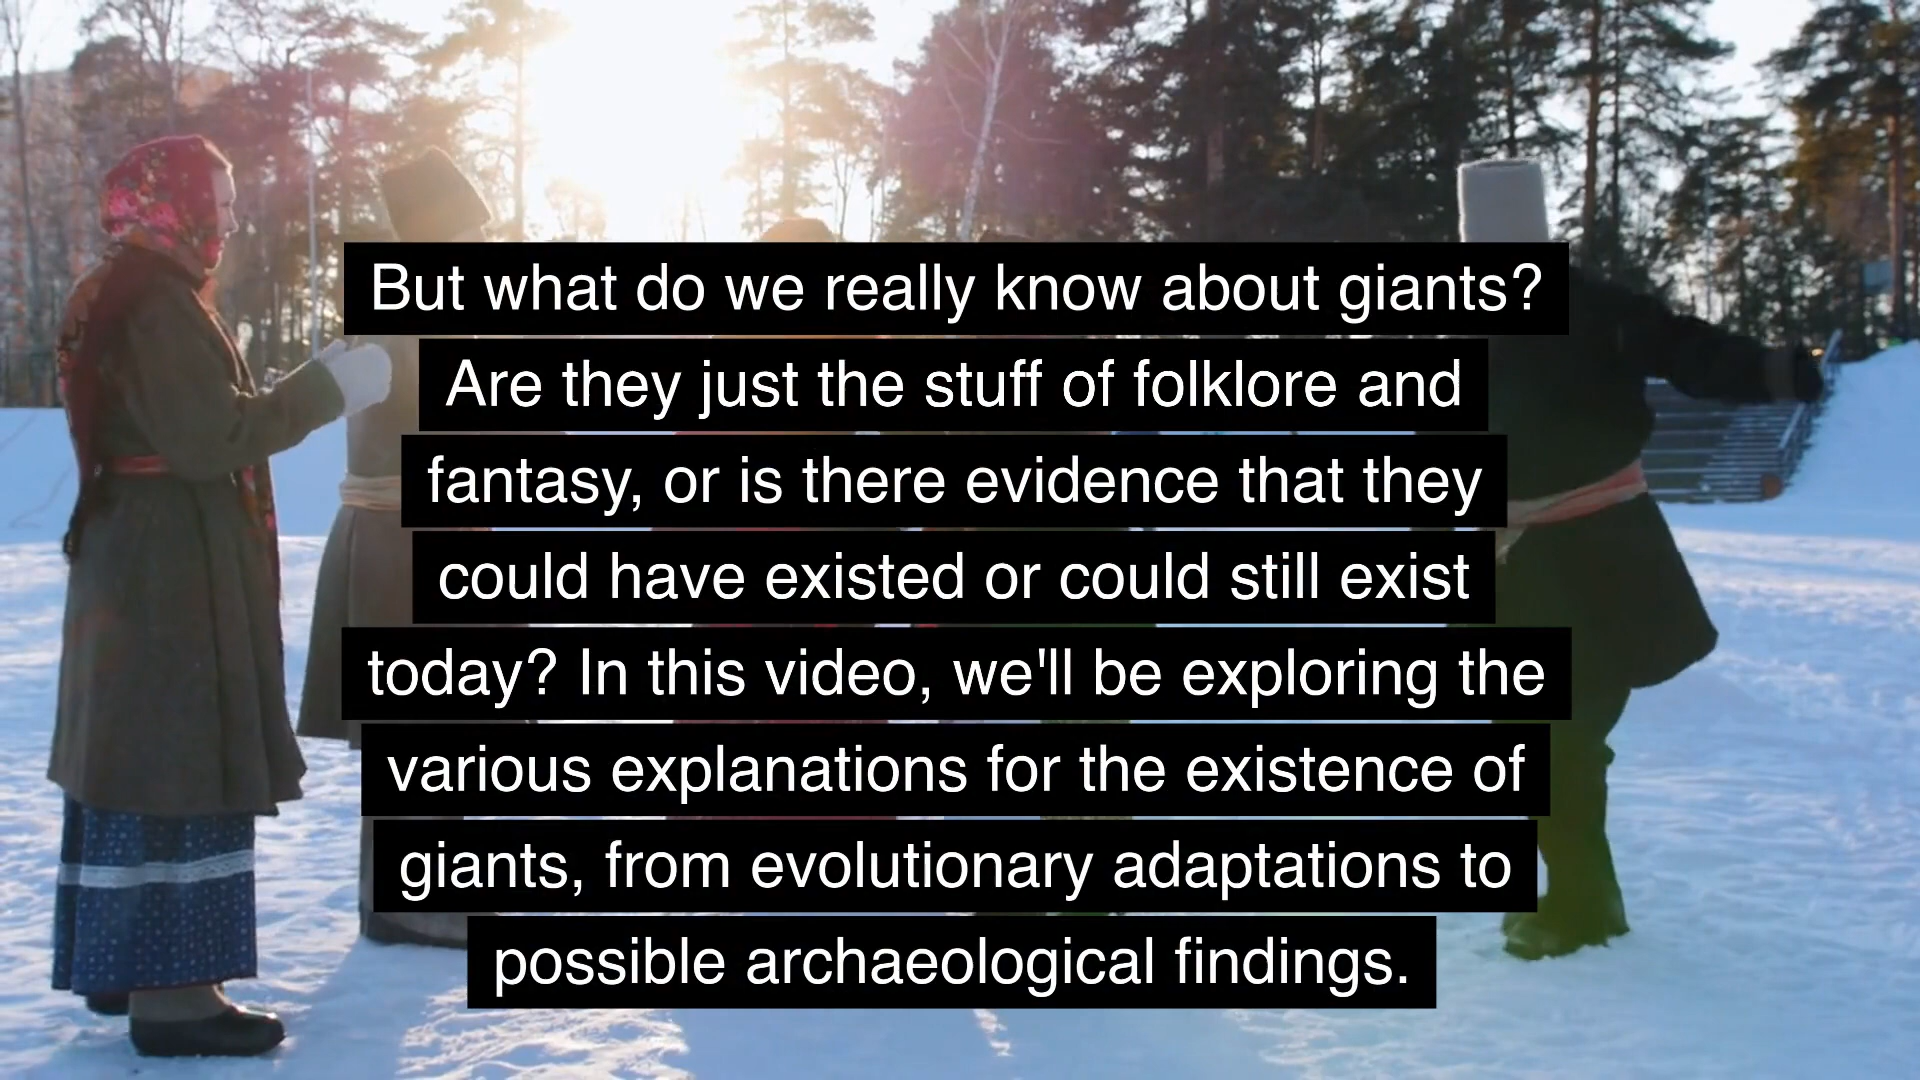 But what do we really know about giants?
Are they just the stuff of folklore and
fantasy, or is there evidence that they
could have existed or could still exist
today? In this video, we'll be exploring the
various explanations for the existence of
giants, from evolutionary adaptations to
possible archaeological findings.